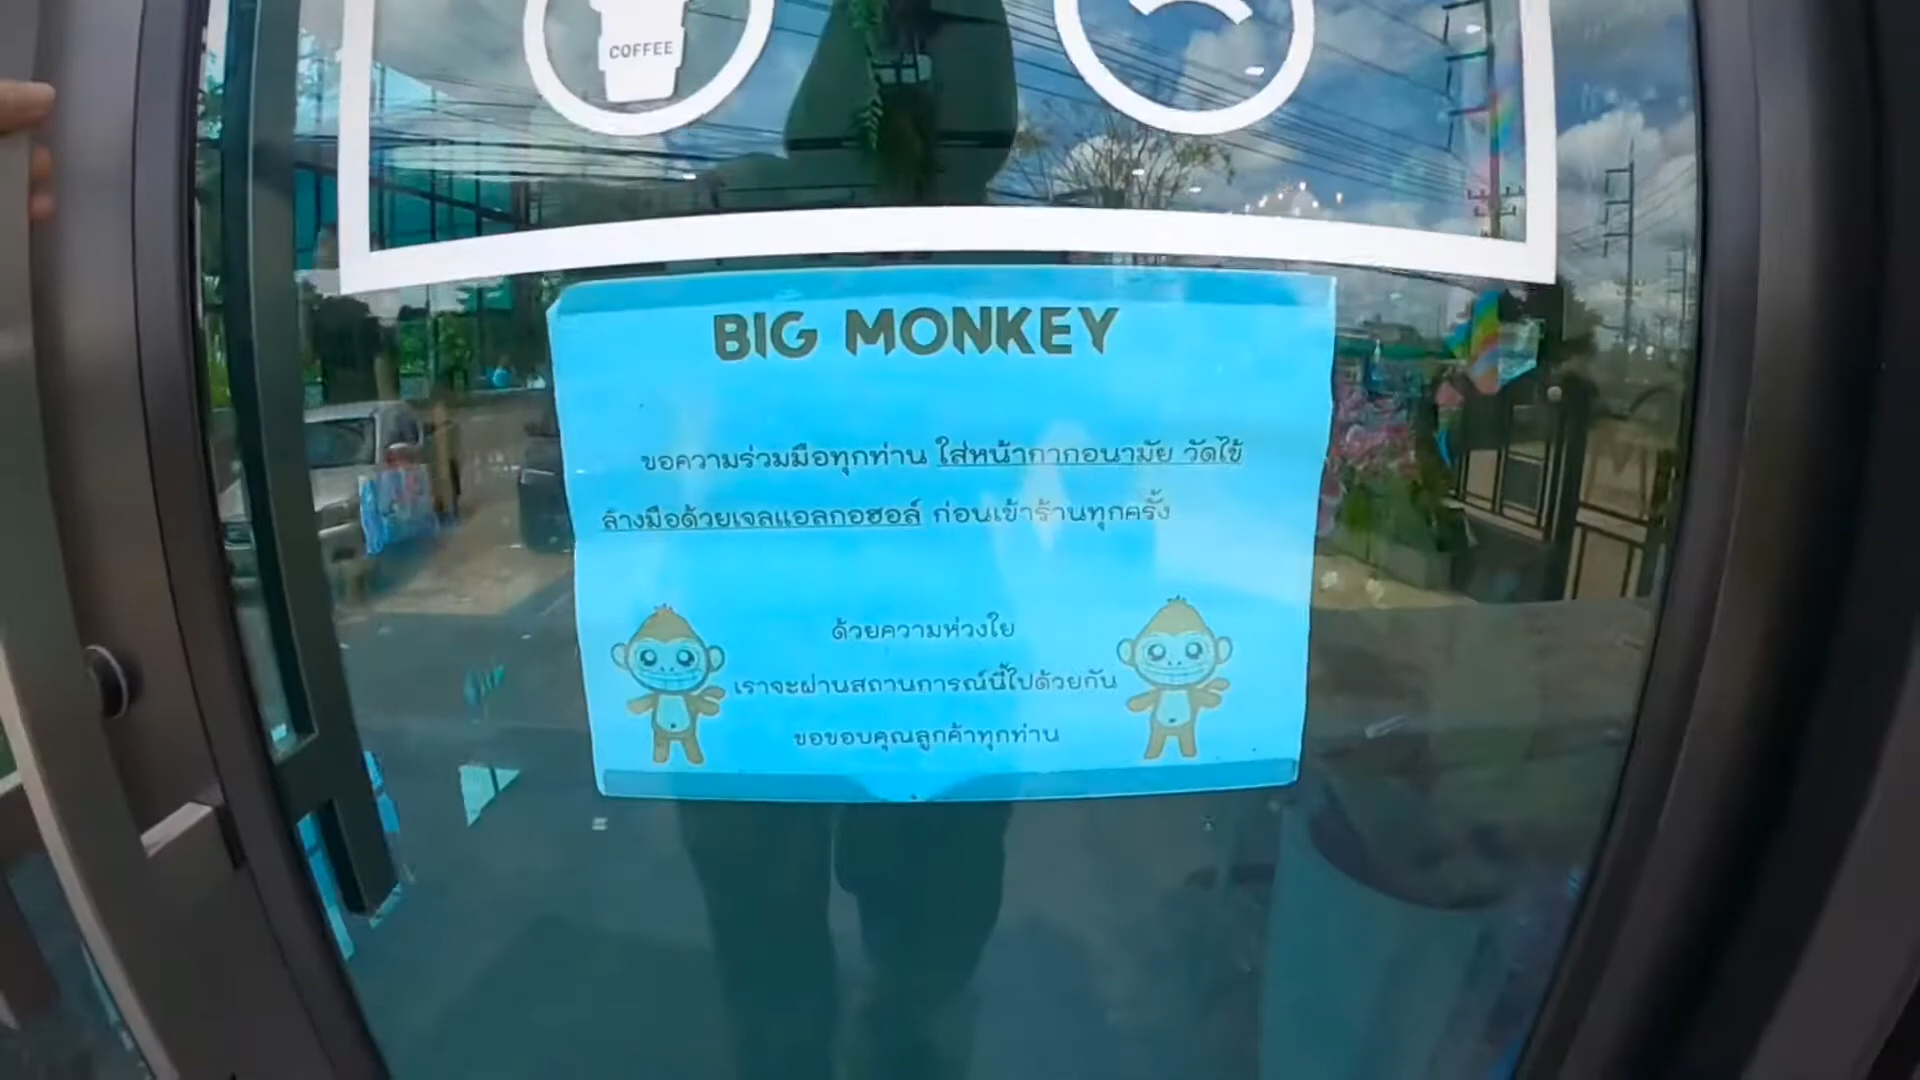 COFFEE
BIG MONKEY
ขอความร่วมมือทุกท่าน ใส่หน้ากากอนามัย วัดไข้
ล้างมือด้วยเจลแอลกอฮอล์ ก่อนเข้าร้านทุกครั้ง
ด้วยความห่วงใย
เราจะผ่านสถานการณ์นี้ไปด้วยกัน
ขอขอบคุณลูกค้าทุกท่าน